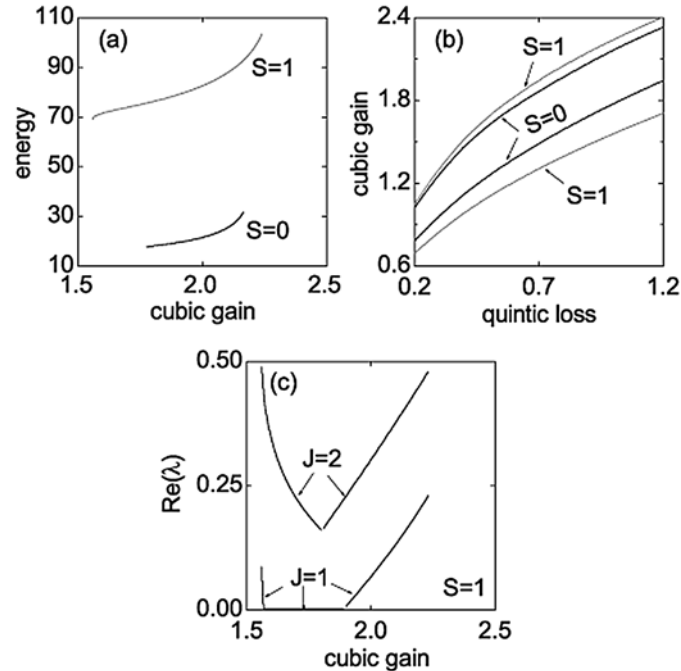 (a)
energy
110
90
70
50
30
10
S=1
S=0
1.5 2.0 2.5
cubic gain
(b)
cubic gain
2.4
1.8
1.2
0.6
S=1
S=0
S=1
0.2 0.7 1.2
quintic loss
(c)
Re(λ)
0.50
0.25
0.00
J=2
J=1
S=1
1.5 2.0 2.5
cubic gain